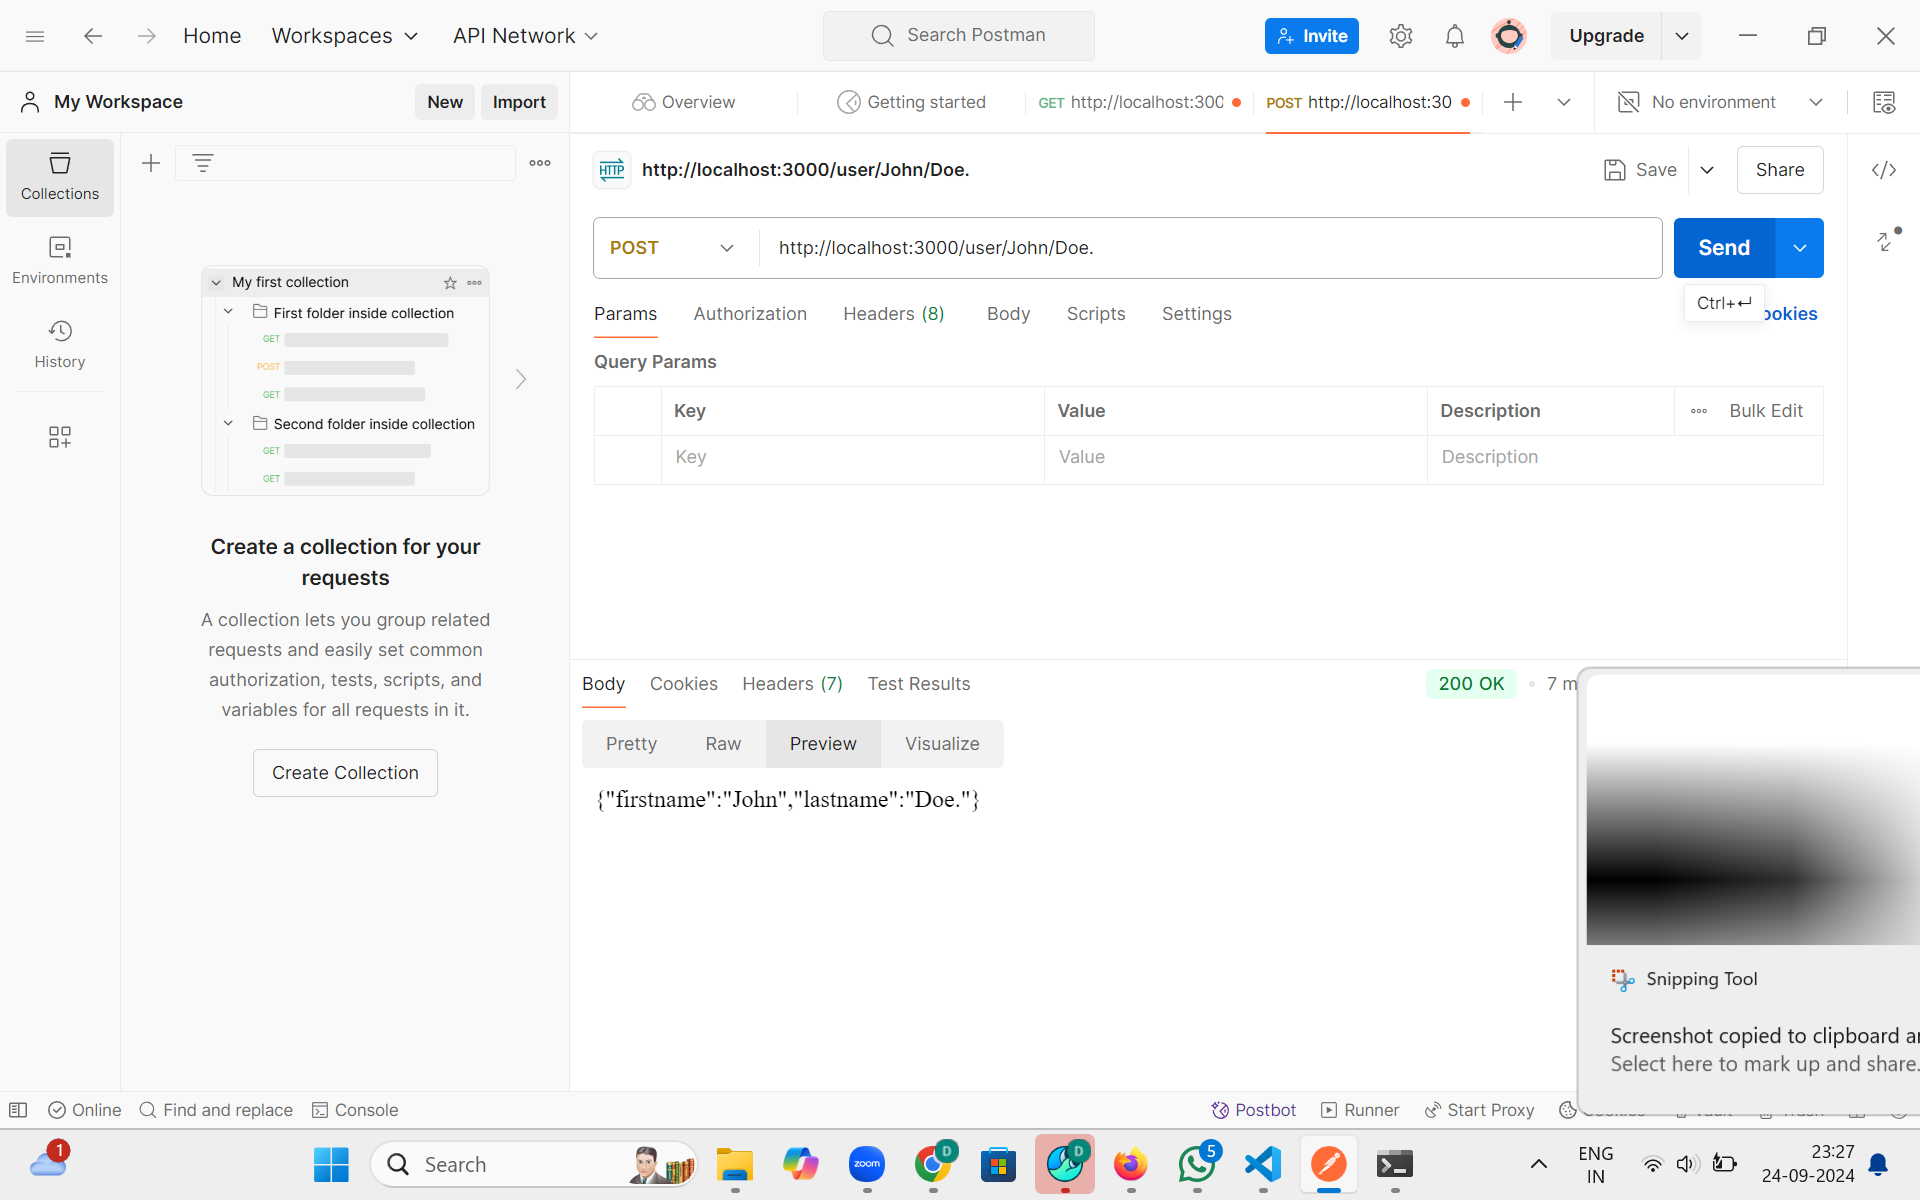 Home
Workspaces
API Network
Search Postman
Invite
Upgrade
My Workspace
New
Import
Overview
Getting started
GET http://localhost:300
POST http://localhost:30
No environment
Collections
Environments
History
HTTP
http://localhost:3000/user/John/Doe.
Save
Share
POST
http://localhost:3000/user/John/Doe.
Send
Ctrl+↵
ookies
Params
Authorization
Headers (8)
Body
Scripts
Settings
Query Params
Key
Value
Description
Bulk Edit
Key
Value
Description
My first collection
First folder inside collection
GET
POST
GET
Second folder inside collection
GET
GET
Create a collection for your
requests
A collection lets you group related
requests and easily set common
authorization, tests, scripts, and
variables for all requests in it.
Create Collection
Body
Cookies
Headers (7)
Test Results
200 OK
7 m
Pretty
Raw
Preview
Visualize
{"firstname":"John","lastname":"Doe."}
Snipping Tool
Screenshot copied to clipboard an
Select here to mark up and share.
Online
Find and replace
Console
Postbot
Runner
Start Proxy
1
Search
zoom
D
D
5
ENG
IN
23:27
24-09-2024